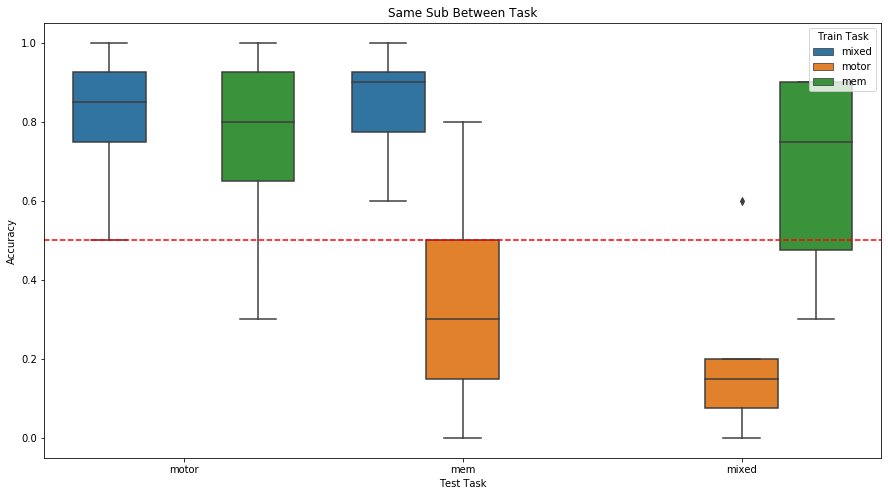 Same Sub Between Task
Train Task
mixed
motor
mem
1.0
0.8
0.6
0.4
0.2
0.0
Accuracy
motor
mem
mixed
Test Task